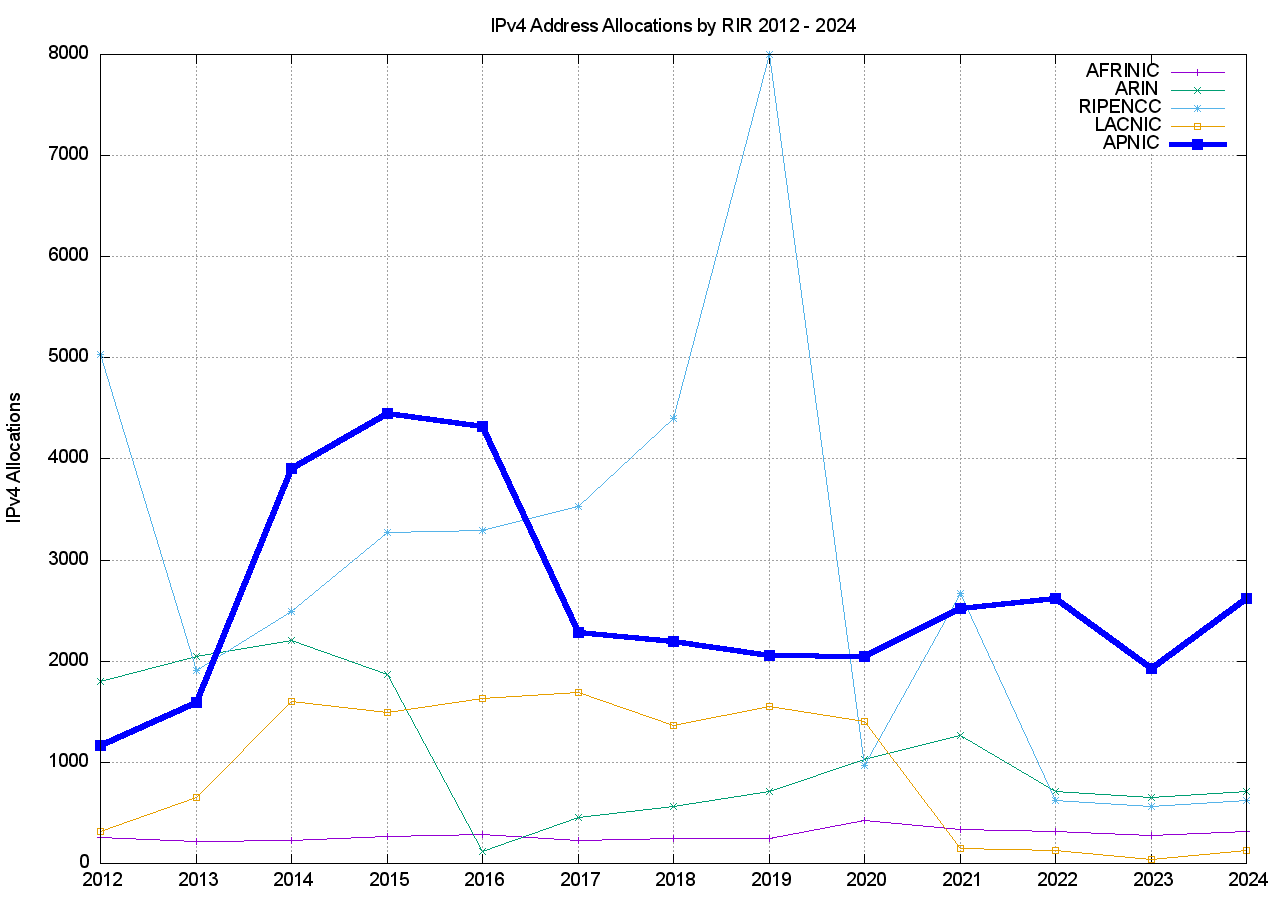 IPv4 Address Allocations by RIR 2012 - 2024
8000
7000
6000
5000
4000
3000
2000
1000
0
IPv4 Allocations
AFRINIC
ARIN
RIPENCC
LACNIC
APNIC
2012 2013 2014 2015 2016 2017 2018 2019 2020 2021 2022 2023 2024